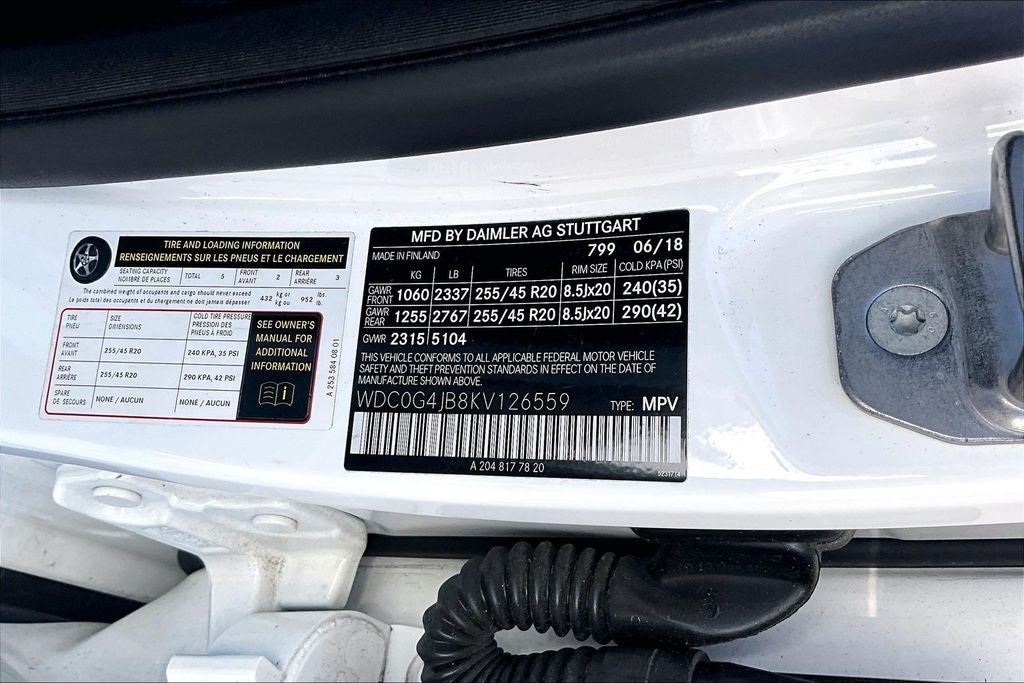 TIRE AND LOADING INFORMATION
RENSEIGNEMENTS SUR LES PNEUS ET LE CHARGEMENT
SEATING CAPACITY
NOMBRE DE PLACES
TOTAL 5
FRONT
AVANT
2
REAR
ARRIÈRE
3
The combined weight of occupants and cargo should never exceed
Le poids total des occupants et du chargement ne doit jamais dépasser
432 kg or
kg ou
952 lbs.
lb.
TIRE
PNEU
SIZE
DIMENSIONS
COLD TIRE PRESSURE
PRESSION DES
PNEUS À FROID
FRONT
AVANT
255/45 R20
240 KPA, 35 PSI
REAR
ARRIÈRE
255/45 R20
290 KPA, 42 PSI
SPARE
DE SECOURS
NONE / AUCUN
NONE / AUCUN
SEE OWNER'S
MANUAL FOR
ADDITIONAL
INFORMATION
A 253 584 08 01
MFD BY DAIMLER AG STUTTGART
MADE IN FINLAND 799 06/18
KG LB TIRES RIM SIZE COLD KPA(PSI)
GAWR
FRONT
1060 2337 255/45 R20 8.5Jx20 240(35)
GAWR
REAR
1255 2767 255/45 R20 8.5Jx20 290(42)
GVWR 2315 5104
THIS VEHICLE CONFORMS TO ALL APPLICABLE FEDERAL MOTOR VEHICLE
SAFETY AND THEFT PREVENTION STANDARDS IN EFFECT ON THE DATE OF
MANUFACTURE SHOWN ABOVE.
WDC0G4JB8KV126559 TYPE: MPV
A 204 817 78 20